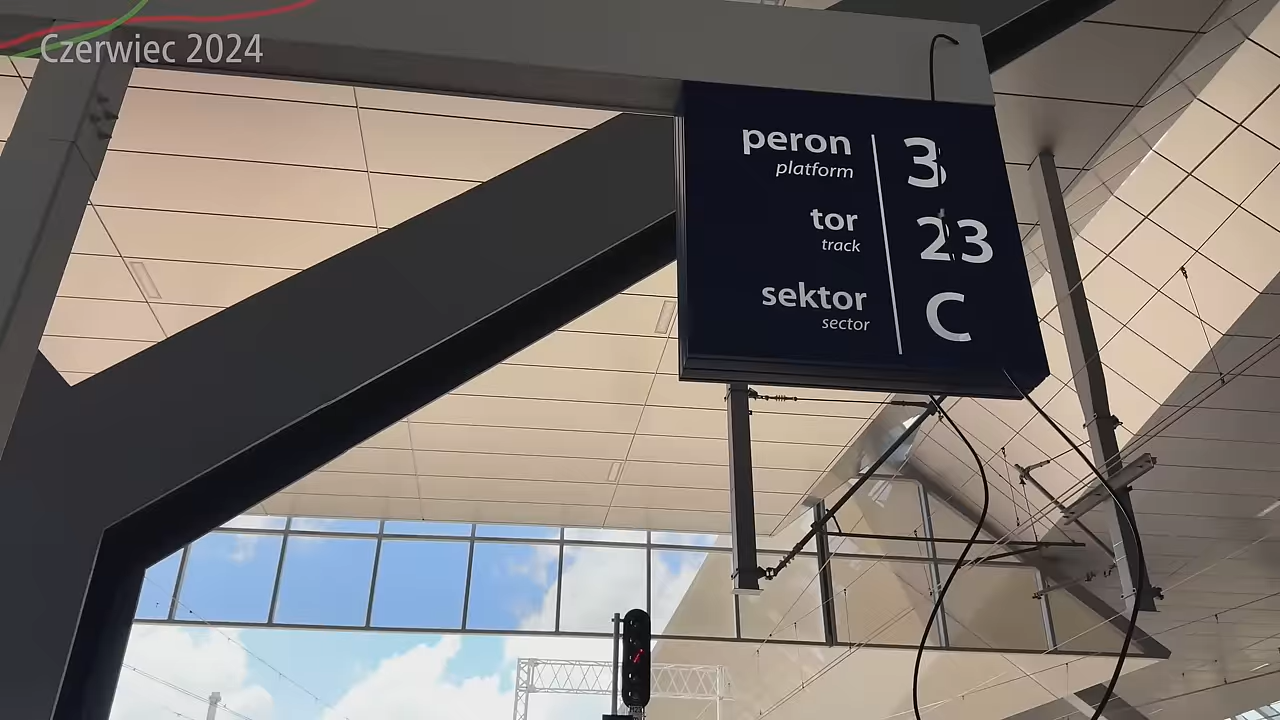 Czerwiec 2024
peron 3
platform
tor 23
track
sektor C
sector